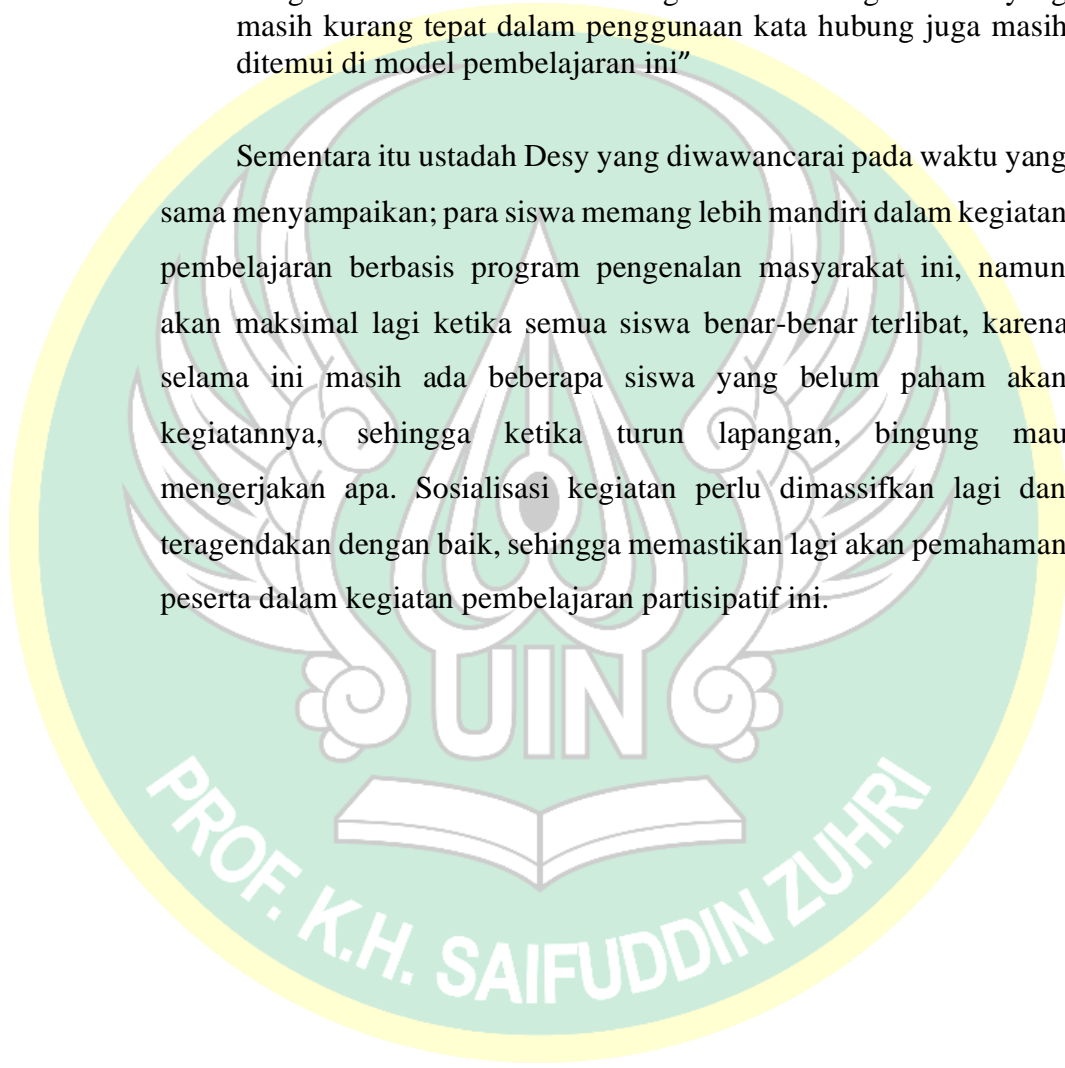 masih kurang tepat dalam penggunaan kata hubung juga masih
ditemui di model pembelajaran ini”
Sementara itu ustadah Desy yang diwawancarai pada waktu yang
sama menyampaikan; para siswa memang lebih mandiri dalam kegiatan
pembelajaran berbasis program pengenalan masyarakat ini, namun
akan maksimal lagi ketika semua siswa benar-benar terlibat, karena
selama ini masih ada beberapa siswa yang belum paham akan
kegiatannya, sehingga ketika turun lapangan, bingung mau
mengerjakan apa. Sosialisasi kegiatan perlu dimassifkan lagi dan
teragendakan dengan baik, sehingga memastikan lagi akan pemahaman
peserta dalam kegiatan pembelajaran partisipatif ini.
UIN
PROF. K.H. SAIFUDDIN ZUHRI